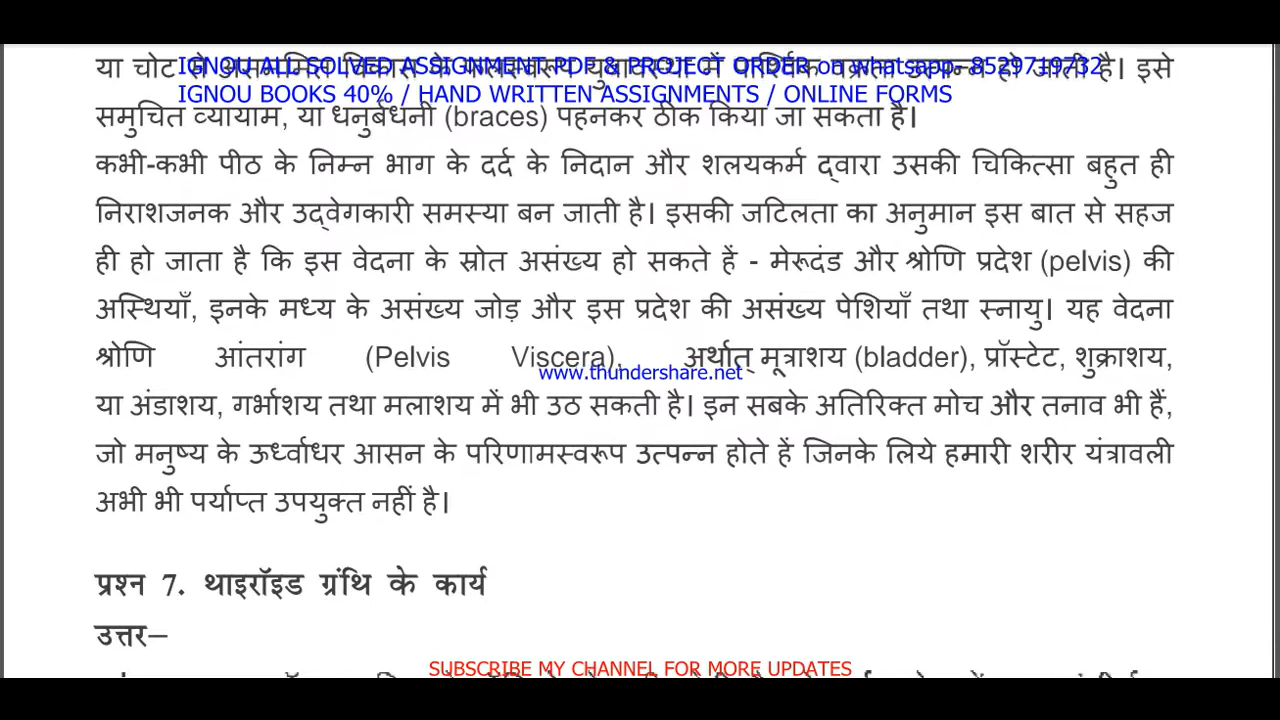 IGNOU ALL SOLVED ASSIGNMENT PDF & PROJECT ORDER on whatsapp- 8529719732
या चोट से हो जाती है। इसे
IGNOU BOOKS 40% / HAND WRITTEN ASSIGNMENTS / ONLINE FORMS
समुचित व्यायाम, या धनुर्बंधनी (braces) पहनकर ठीक किया जा सकता है।
कभी-कभी पीठ के निम्न भाग के दर्द के निदान और शलयकर्म द्वारा उसकी चिकित्सा बहुत ही
निराशजनक और उद्वेगकारी समस्या बन जाती है। इसकी जटिलता का अनुमान इस बात से सहज
ही हो जाता है कि इस वेदना के स्रोत असंख्य हो सकते हें - मेरूदंड और श्रोणि प्रदेश (pelvis) की
अस्थियाँ, इनके मध्य के असंख्य जोड़ और इस प्रदेश की असंख्य पेशियाँ तथा स्नायु। यह वेदना
श्रोणि आंतरांग (Pelvis Viscera), अर्थात् मूत्राशय (bladder), प्रॉस्टेट, शुक्राशय,
www.thundershare.net
या अंडाशय, गर्भाशय तथा मलाशय में भी उठ सकती है। इन सबके अतिरिक्त मोच और तनाव भी हैं,
जो मनुष्य के ऊर्ध्वाधर आसन के परिणामस्वरूप उत्पन्न होते हें जिनके लिये हमारी शरीर यंत्रावली
अभी भी पर्याप्त उपयुक्त नहीं है।
प्रश्न 7. थाइरॉइड ग्रंथि के कार्य
उत्तर–
SUBSCRIBE MY CHANNEL FOR MORE UPDATES